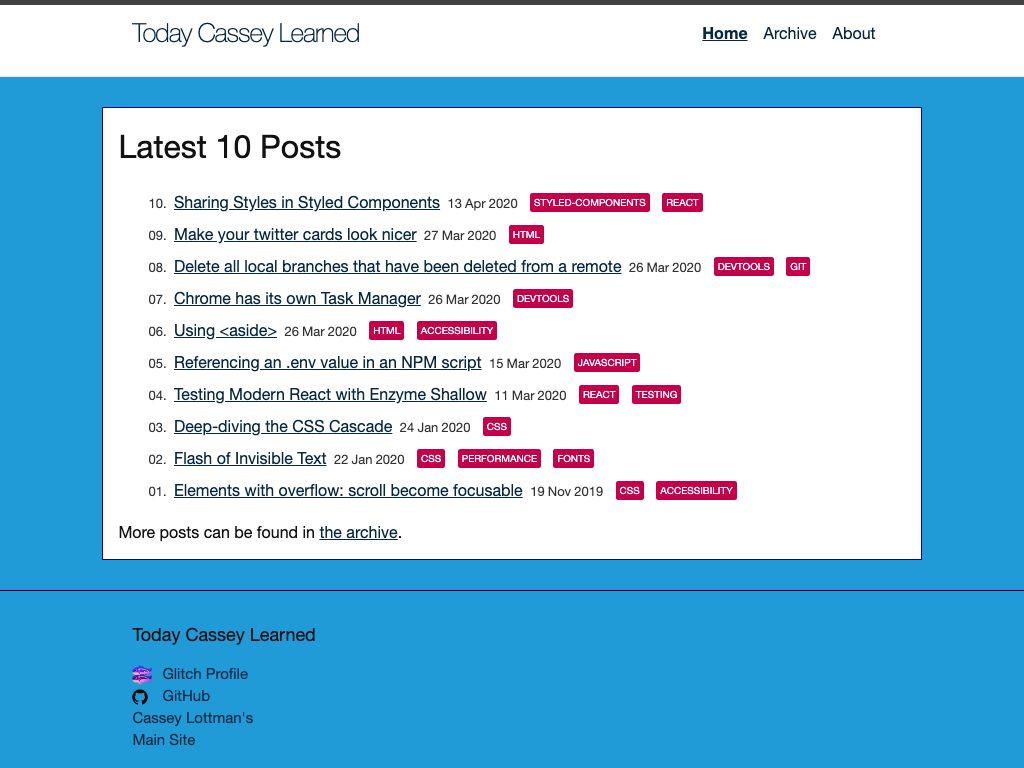 Today Cassey Learned Home Archive About
Latest 10 Posts
10. Sharing Styles in Styled Components 13 Apr 2020 STYLED-COMPONENTS REACT
09. Make your twitter cards look nicer 27 Mar 2020 HTML
08. Delete all local branches that have been deleted from a remote 26 Mar 2020 DEVTOOLS GIT
07. Chrome has its own Task Manager 26 Mar 2020 DEVTOOLS
06. Using <aside> 26 Mar 2020 HTML ACCESSIBILITY
05. Referencing an .env value in an NPM script 15 Mar 2020 JAVASCRIPT
04. Testing Modern React with Enzyme Shallow 11 Mar 2020 REACT TESTING
03. Deep-diving the CSS Cascade 24 Jan 2020 CSS
02. Flash of Invisible Text 22 Jan 2020 CSS PERFORMANCE FONTS
01. Elements with overflow: scroll become focusable 19 Nov 2019 CSS ACCESSIBILITY
More posts can be found in the archive.
Today Cassey Learned
Glitch Profile
GitHub
Cassey Lottman's
Main Site